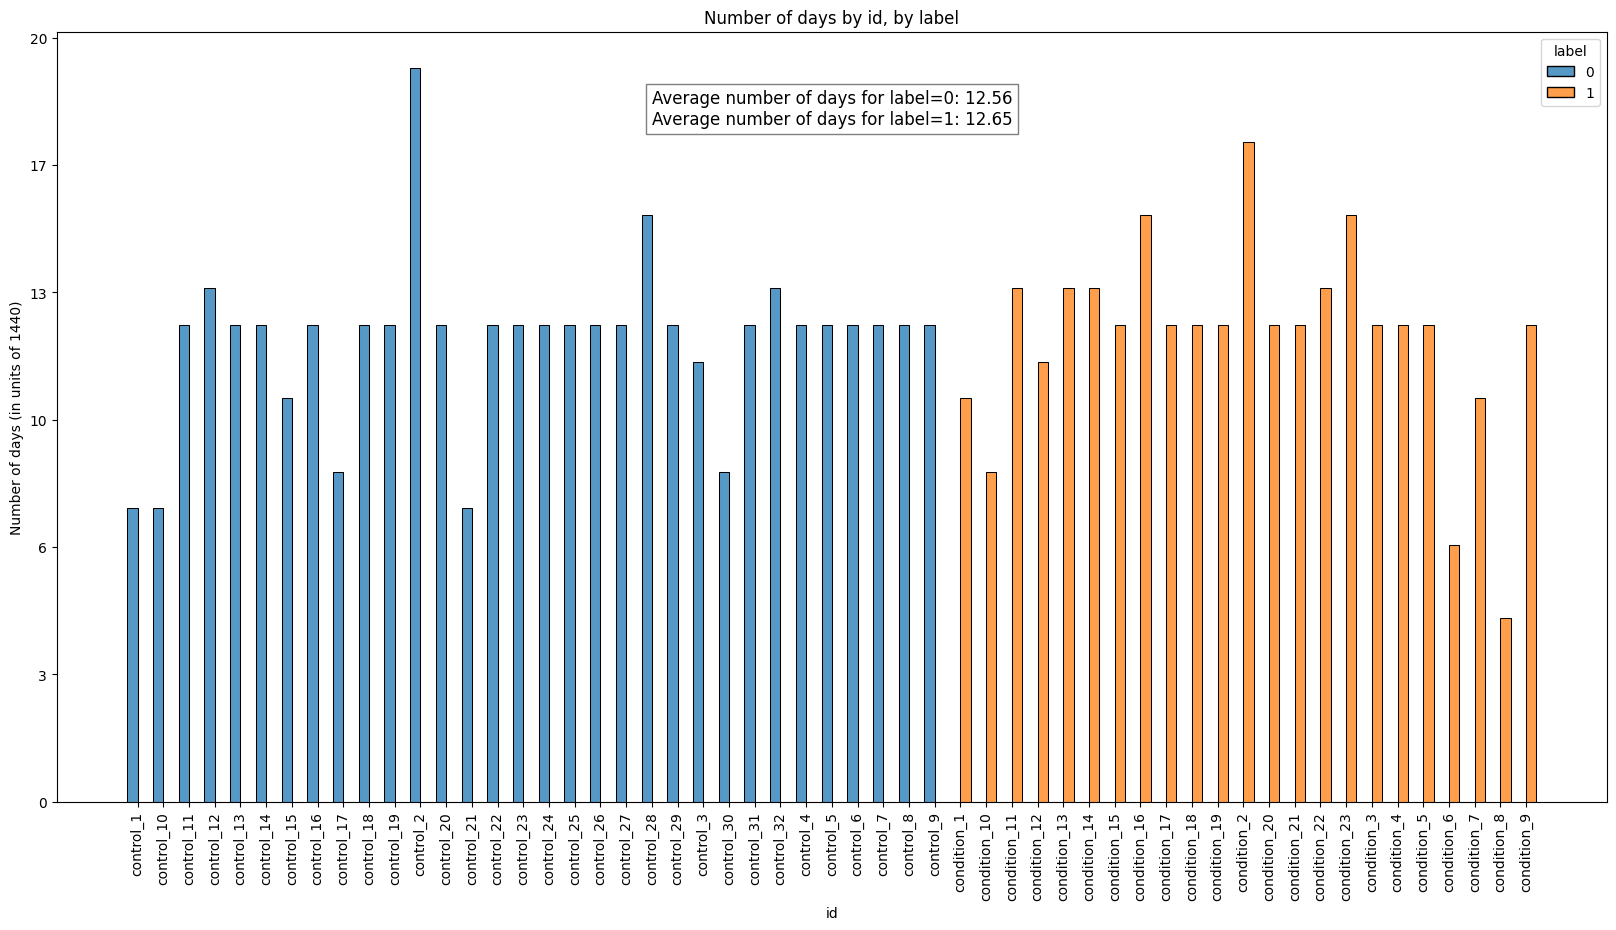 Number of days by id, by label
label
0
1
Average number of days for label=0: 12.56
Average number of days for label=1: 12.65
Number of days (in units of 1440)
20
17
13
10
6
3
0
control_1
control_10
control_11
control_12
control_13
control_14
control_15
control_16
control_17
control_18
control_19
control_2
control_20
control_21
control_22
control_23
control_24
control_25
control_26
control_27
control_28
control_29
control_3
control_30
control_31
control_32
control_4
control_5
control_6
control_7
control_8
control_9
condition_1
condition_10
condition_11
condition_12
condition_13
condition_14
condition_15
condition_16
condition_17
condition_18
condition_19
condition_2
condition_20
condition_21
condition_22
condition_23
condition_3
condition_4
condition_5
condition_6
condition_7
condition_8
condition_9
id